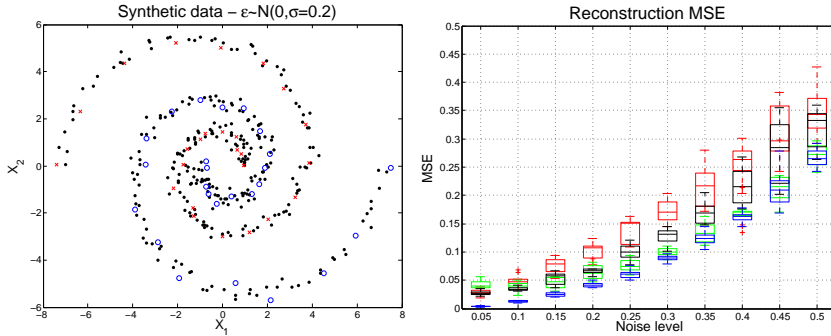 Synthetic data – ε~N(0,σ=0.2)
6
4
2
0
−2
−4
−6
X2
−8 −6 −4 −2 0 2 4 6 8
X1
Reconstruction MSE
0.5
0.45
0.4
0.35
0.3
0.25
0.2
0.15
0.1
0.05
0
MSE
0.05 0.1 0.15 0.2 0.25 0.3 0.35 0.4 0.45 0.5
Noise level